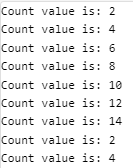 Count value is: 2
Count value is: 4
Count value is: 6
Count value is: 8
Count value is: 10
Count value is: 12
Count value is: 14
Count value is: 2
Count value is: 4